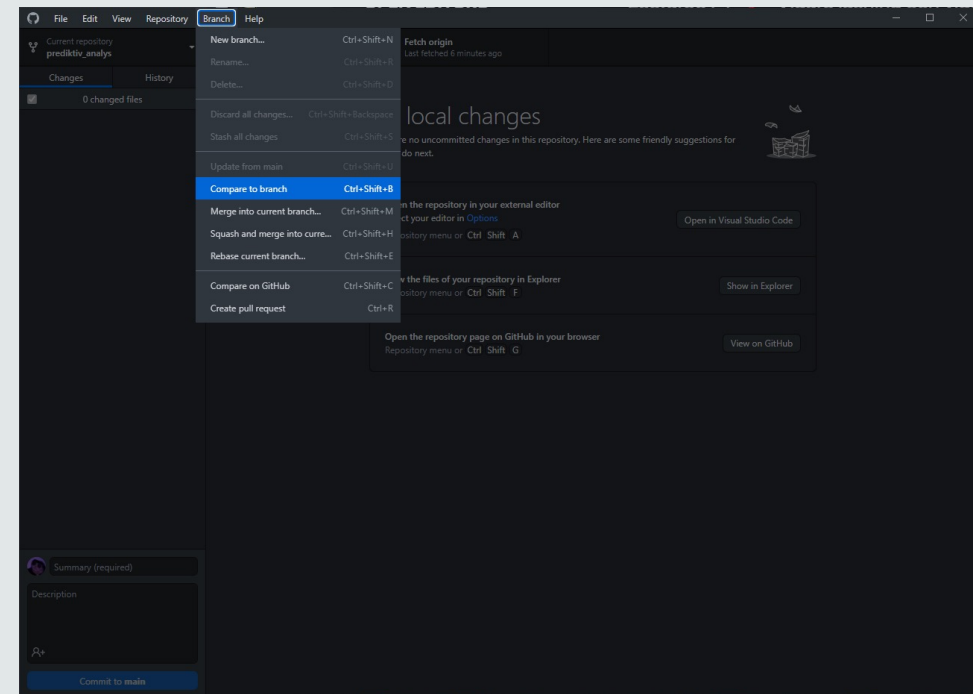 File Edit View Repository Branch Help
Current repository
prediktiv_analys
Fetch origin
Last fetched 6 minutes ago
Changes History
0 changed files
New branch... Ctrl+Shift+N
Rename... Ctrl+Shift+R
Delete... Ctrl+Shift+D
Discard all changes... Ctrl+Shift+Backspace
Stash all changes Ctrl+Shift+S
Update from main Ctrl+Shift+U
Compare to branch Ctrl+Shift+B
Merge into current branch... Ctrl+Shift+M
Squash and merge into curre... Ctrl+Shift+H
Rebase current branch... Ctrl+Shift+E
Compare on GitHub Ctrl+Shift+C
Create pull request Ctrl+R
local changes
no uncommitted changes in this repository. Here are some friendly suggestions for
do next.
the repository in your external editor
your editor in Options
menu or Ctrl Shift A
Open in Visual Studio Code
the files of your repository in Explorer
menu or Ctrl Shift F
Show in Explorer
Open the repository page on GitHub in your browser
Repository menu or Ctrl Shift G
View on GitHub
Summary (required)
Description
Commit to main